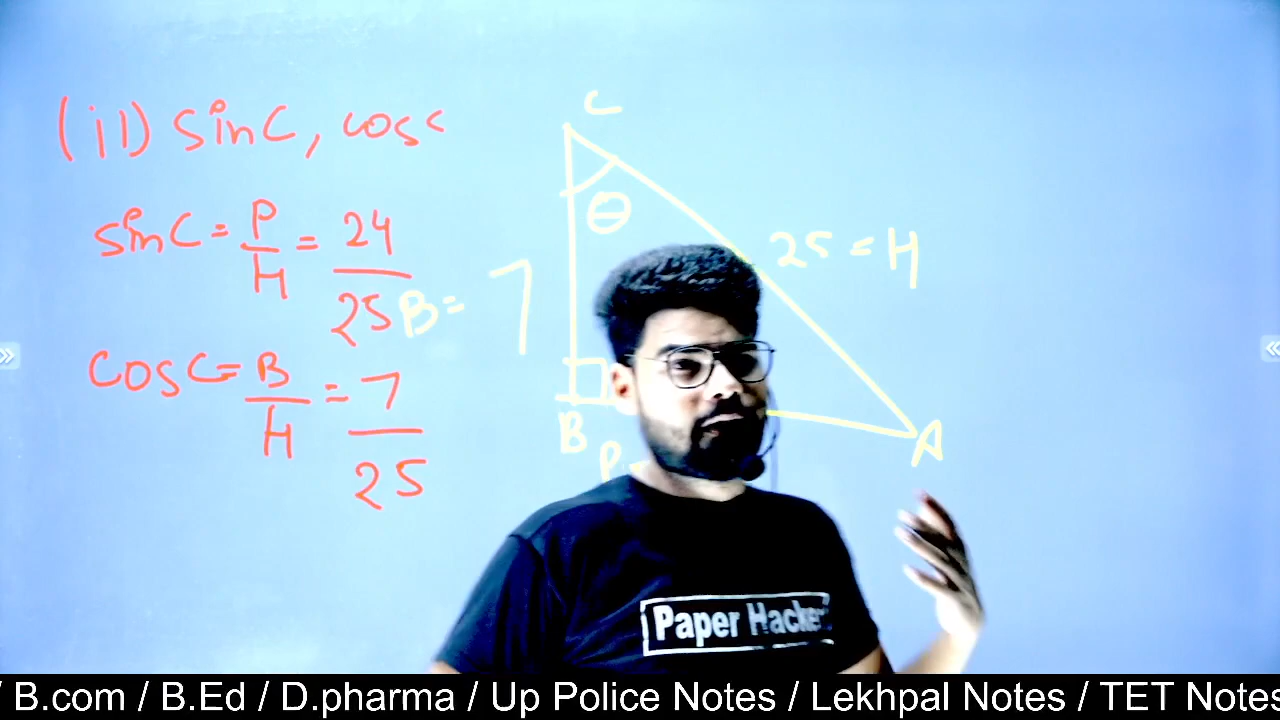 (ii) sinC, cosc
sinC = P/H = 24/25
cosC = B/H = 7/25
C
θ
25 = H
B = 7
B
A
P
Paper Hacker
/ B.com / B.Ed / D.pharma / Up Police Notes / Lekhpal Notes / TET Notes